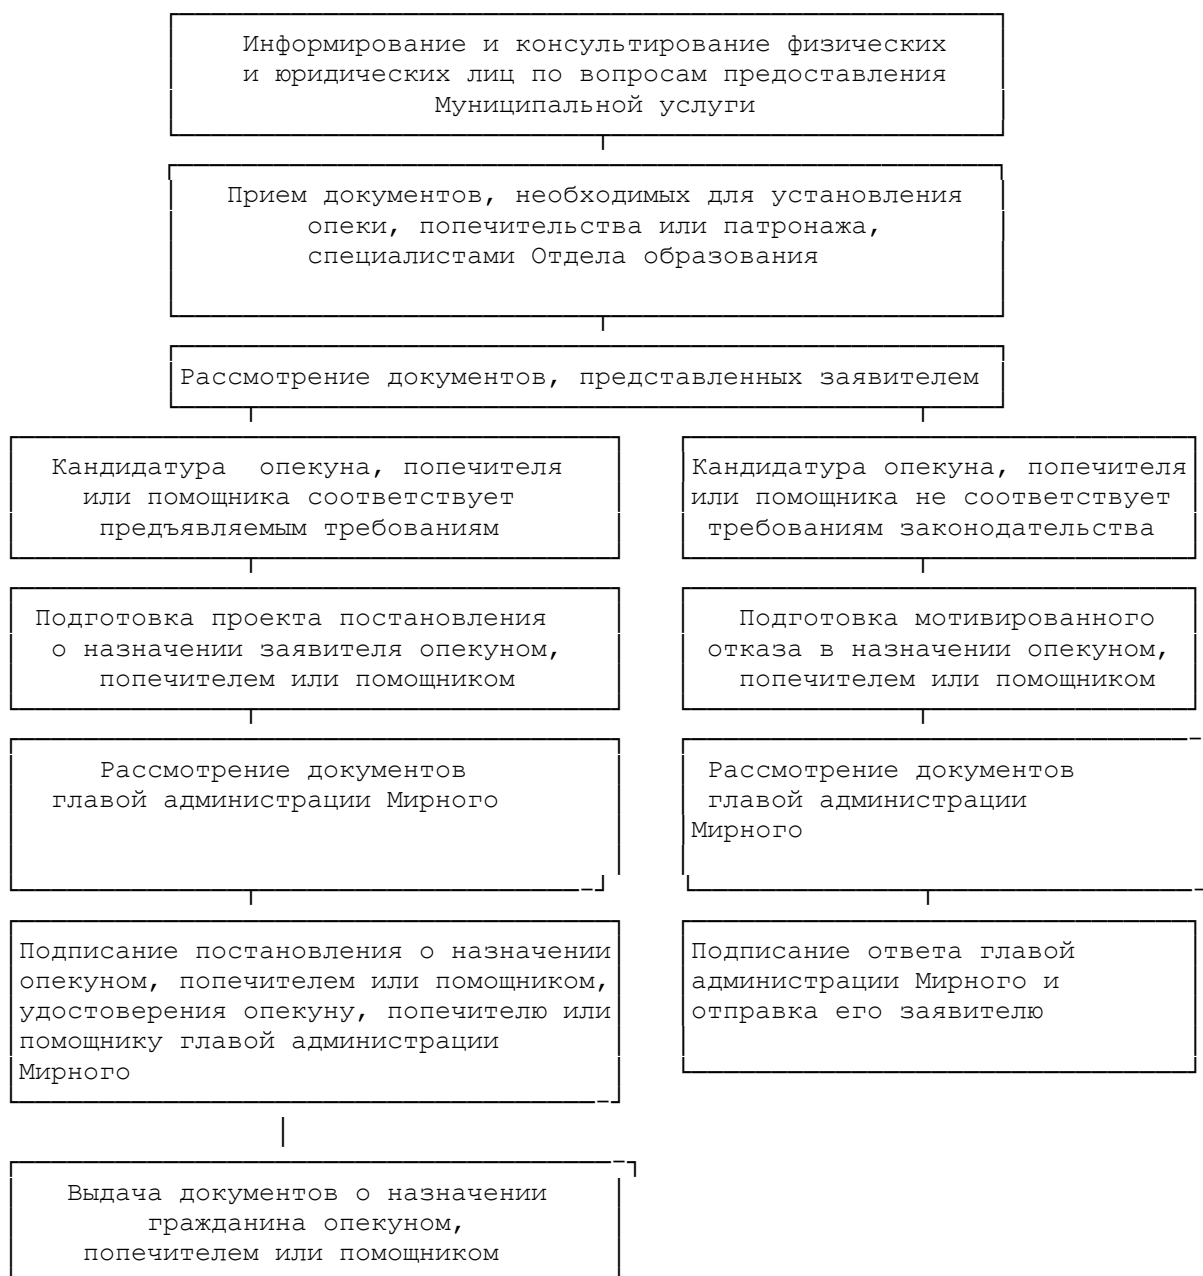 Информирование и консультирование физических
и юридических лиц по вопросам предоставления
Муниципальной услуги
Прием документов, необходимых для установления
опеки, попечительства или патронажа,
специалистами Отдела образования
Рассмотрение документов, представленных заявителем
Кандидатура опекуна, попечителя
или помощника соответствует
предъявляемым требованиям
Кандидатура опекуна, попечителя
или помощника не соответствует
требованиям законодательства
Подготовка проекта постановления
о назначении заявителя опекуном,
попечителем или помощником
Подготовка мотивированного
отказа в назначении опекуном,
попечителем или помощником
Рассмотрение документов
главой администрации Мирного
Рассмотрение документов
главой администрации
Мирного
Подписание постановления о назначении
опекуном, попечителем или помощником,
удостоверения опекуну, попечителю или
помощнику главой администрации
Мирного
Подписание ответа главой
администрации Мирного и
отправка его заявителю
Выдача документов о назначении
гражданина опекуном,
попечителем или помощником